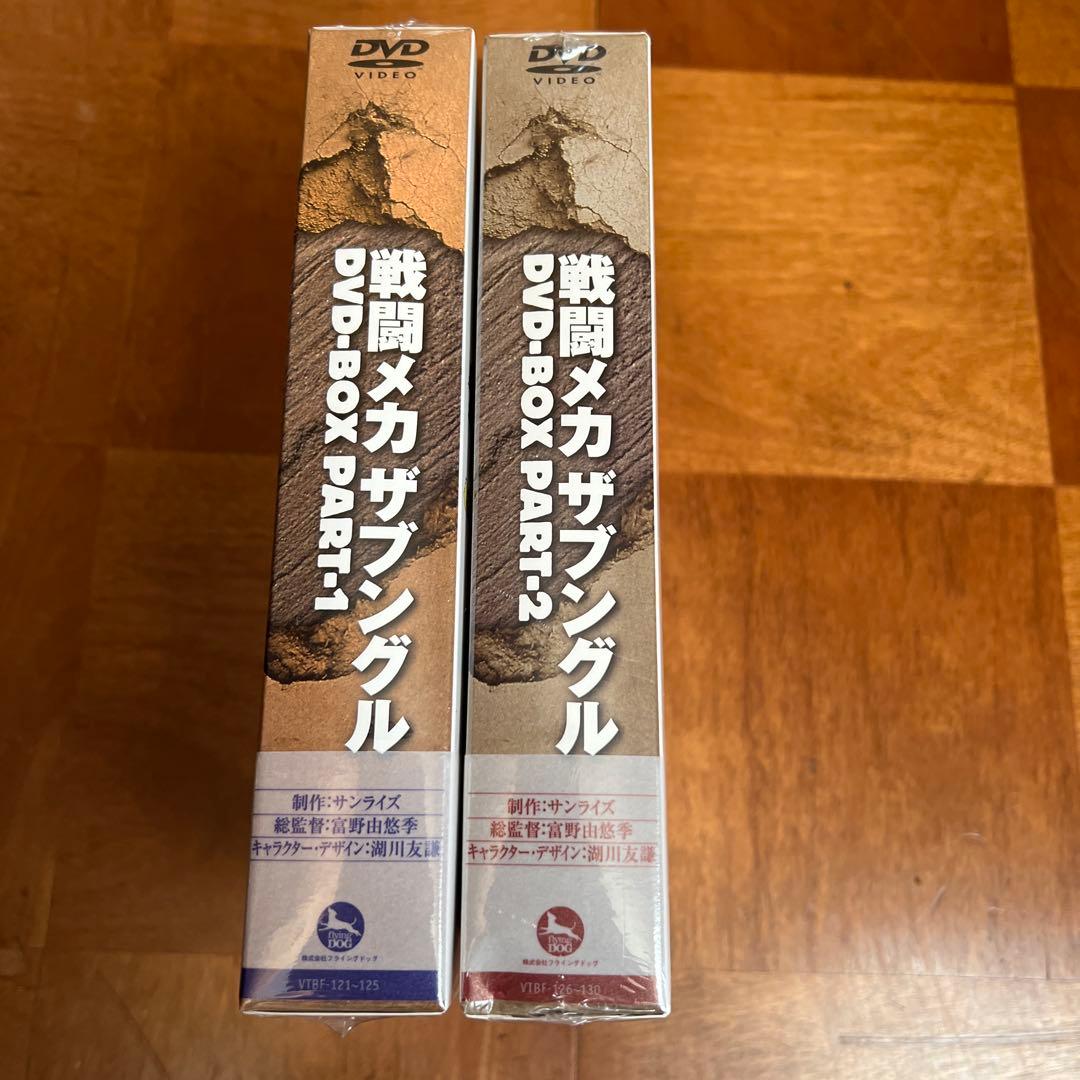 DVD
VIDEO
戦闘メカ ザブングル
DVD-BOX PART-1
制作:サンライズ
総監督:富野由悠季
キャラクター・デザイン:湖川友謙
flying
DOG
株式会社フライングドッグ
VTBF-121~125
DVD
VIDEO
戦闘メカ ザブングル
DVD-BOX PART-2
制作:サンライズ
総監督:富野由悠季
キャラクター・デザイン:湖川友謙
flying
DOG
株式会社フライングドッグ
VTBF-126~130